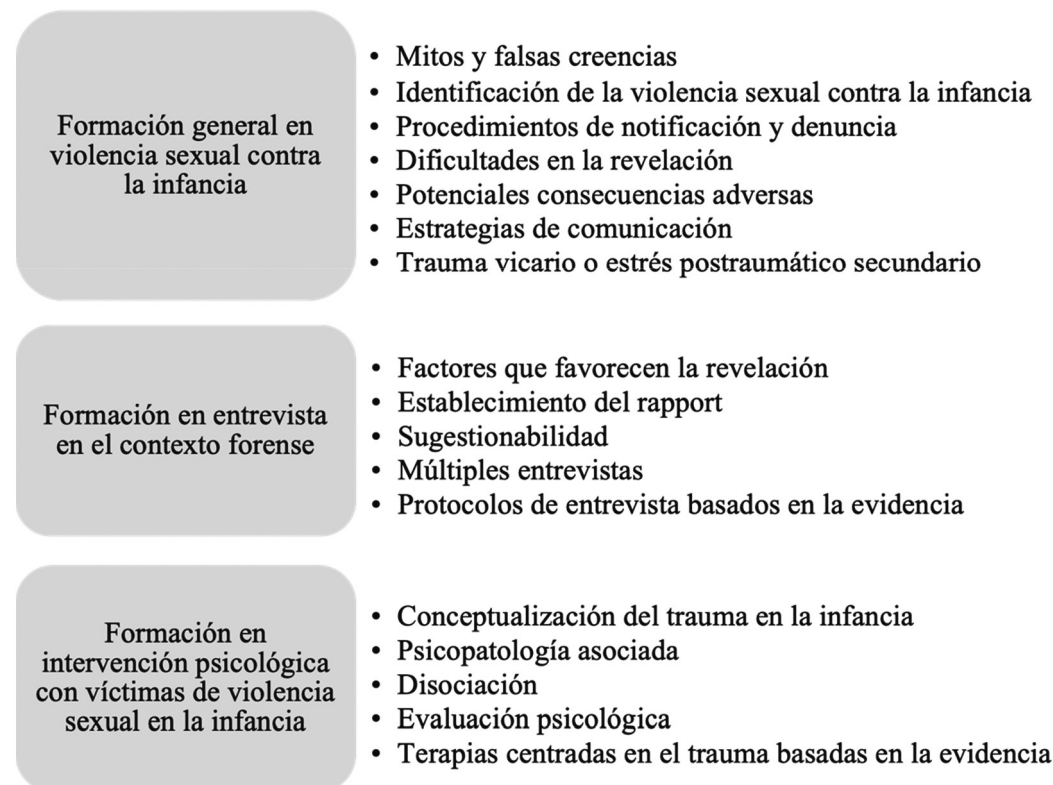 Formación general en
violencia sexual contra
la infancia
• Mitos y falsas creencias
• Identificación de la violencia sexual contra la infancia
• Procedimientos de notificación y denuncia
• Dificultades en la revelación
• Potenciales consecuencias adversas
• Estrategias de comunicación
• Trauma vicario o estrés postraumático secundario
Formación en entrevista
en el contexto forense
• Factores que favorecen la revelación
• Establecimiento del rapport
• Sugestionabilidad
• Múltiples entrevistas
• Protocolos de entrevista basados en la evidencia
Formación en
intervención psicológica
con víctimas de violencia
sexual en la infancia
• Conceptualización del trauma en la infancia
• Psicopatología asociada
• Disociación
• Evaluación psicológica
• Terapias centradas en el trauma basadas en la evidencia